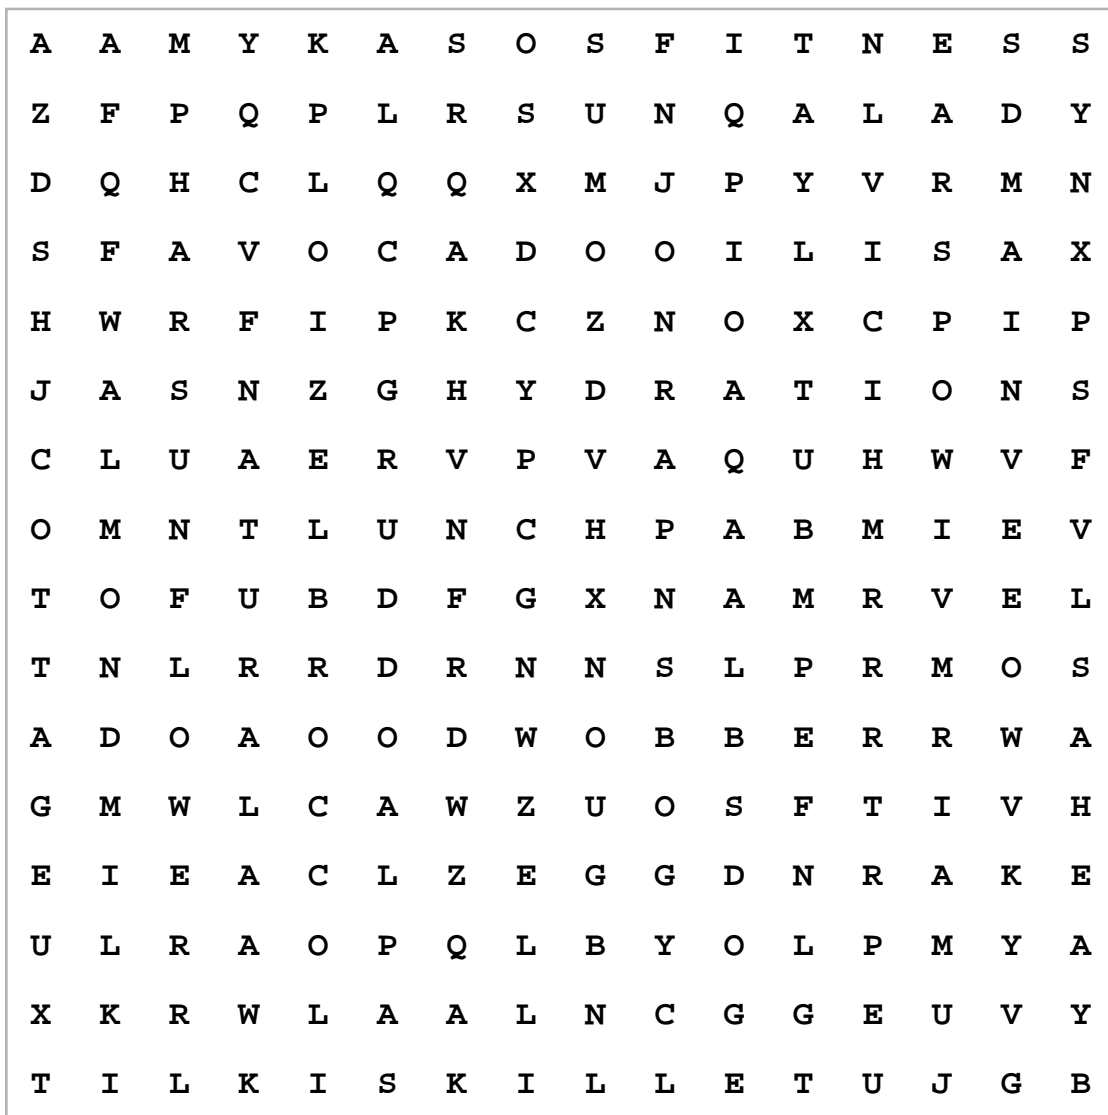 A A M Y K A S O S F I T N E S S
Z F P Q P L R S U N Q A L A D Y
D Q H C L Q Q X M J P Y V R M N
S F A V O C A D O O I L I S A X
H W R F I P K C Z N O X C P I P
J A S N Z G H Y D R A T I O N S
C L U A E R V P V A Q U H W V F
O M N T L U N C H P A B M I E V
T O F U B D F G X N A M R V E L
T N L R R D R N N S L P R M O S
A D O A O O D W O B B E R R W A
G M W L C A W Z U O S F T I V H
E I E A C L Z E G G D N R A K E
U L R A O P Q L B Y O L P M Y A
X K R W L A A L N C G G E U V Y
T I L K I S K I L L E T U J G B